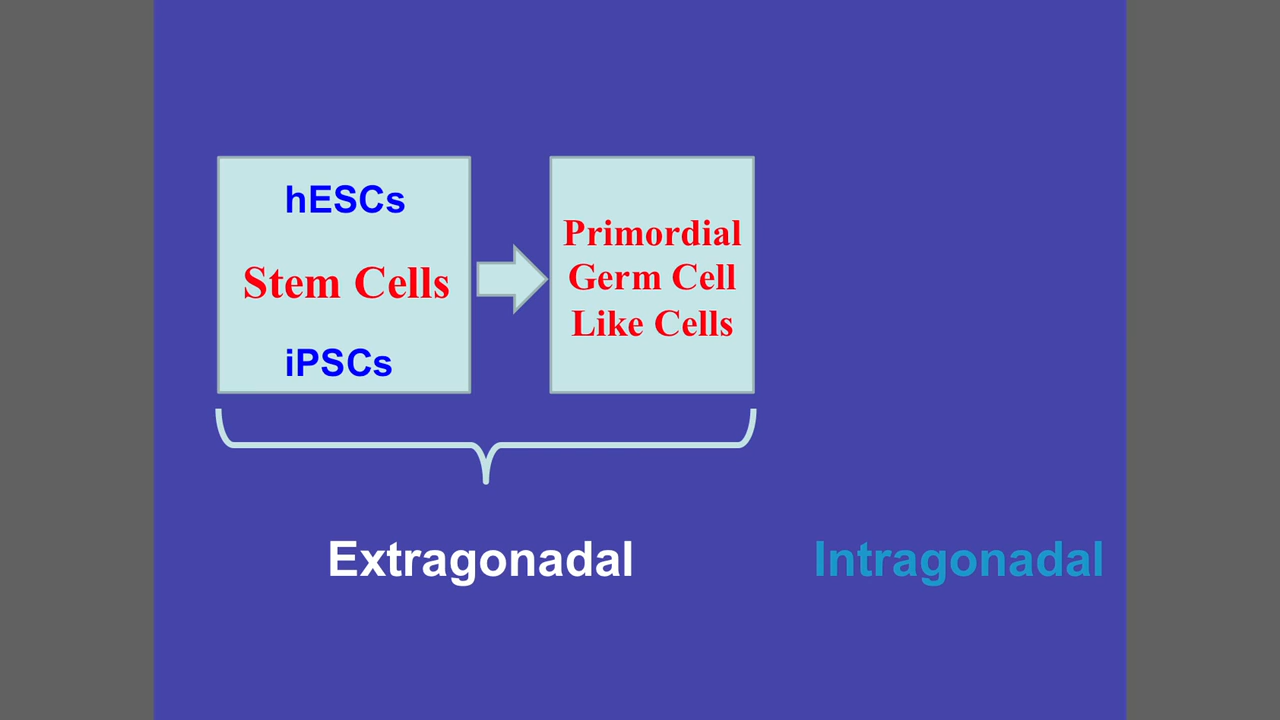 hESCs
Stem Cells
iPSCs
Primordial
Germ Cell
Like Cells
Extragonadal
Intragonadal